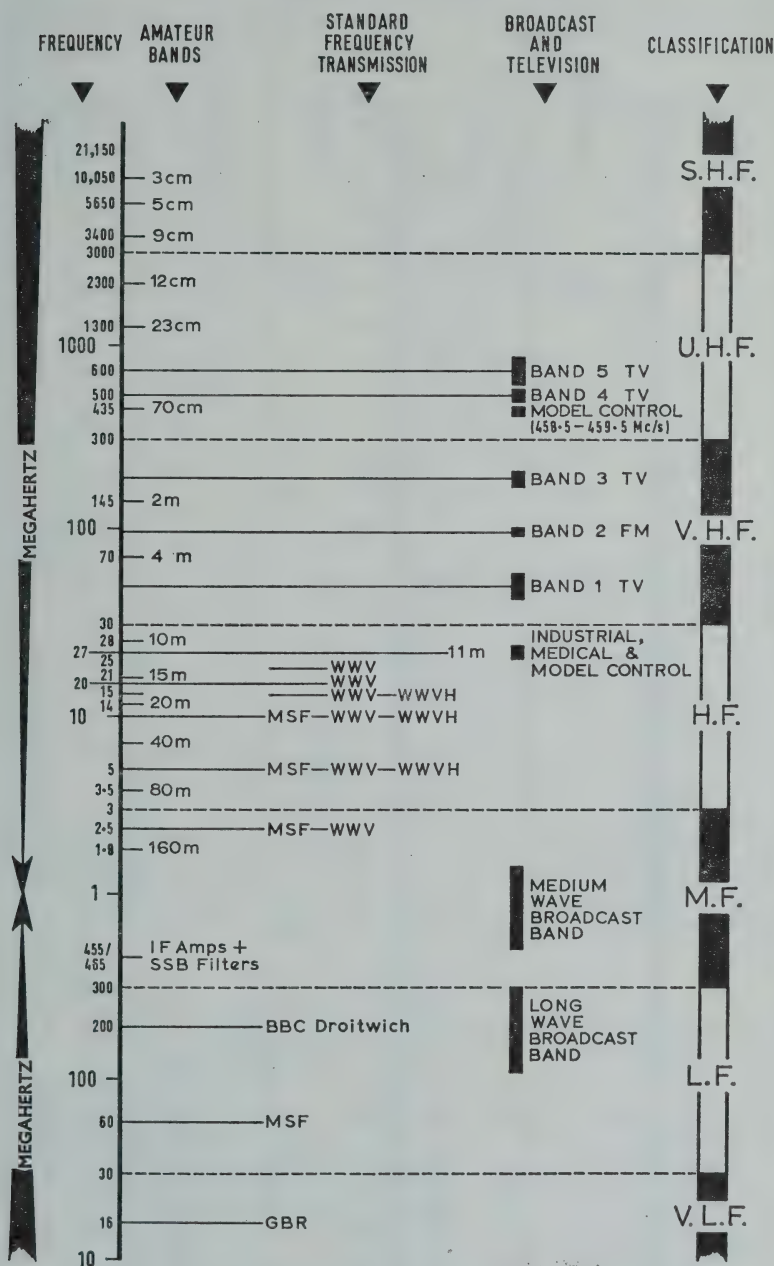 FREQUENCY
AMATEUR
BANDS
STANDARD
FREQUENCY
TRANSMISSION
BROADCAST
AND
TELEVISION
CLASSIFICATION
21,150
S.H.F.
10,050 3cm
5650 5cm
3400 9cm
3000
2300 12cm
1300 23cm
1000 U.H.F.
600 BAND 5 TV
500 BAND 4 TV
435 70cm MODEL CONTROL
(458·5–459·5 Mc/s)
300
BAND 3 TV
145 2m
100 BAND 2 FM V.H.F.
MEGAHERTZ
70 4 m
BAND 1 TV
30
28 10m INDUSTRIAL,
27 11m MEDICAL &
25 WWV MODEL CONTROL
21 15m
20 WWV
15 WWV—WWVH
14 20m
10 MSF—WWV—WWVH H.F.
40m
5 MSF—WWV—WWVH
3·5 80m
3
2·5 MSF—WWV
1·8 160m
1 MEDIUM M.F.
WAVE
BROADCAST
BAND
455/ IF Amps +
465 SSB Filters
300
LONG
200 BBC Droitwich WAVE
BROADCAST
BAND
100 L.F.
MEGAHERTZ
60 MSF
30
16 GBR V.L.F.
10